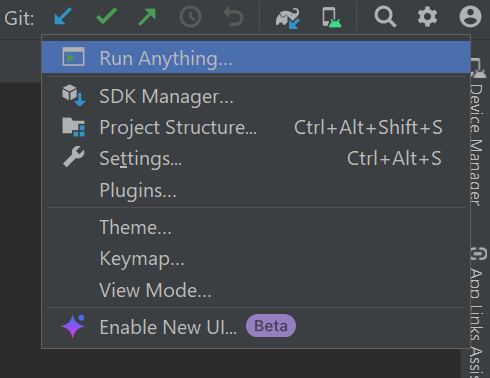 Git:
Run Anything...
SDK Manager...
Project Structure... Ctrl+Alt+Shift+S
Settings... Ctrl+Alt+S
Plugins...
Theme...
Keymap...
View Mode...
Enable New UI... Beta
Device Manager
App Links Assis